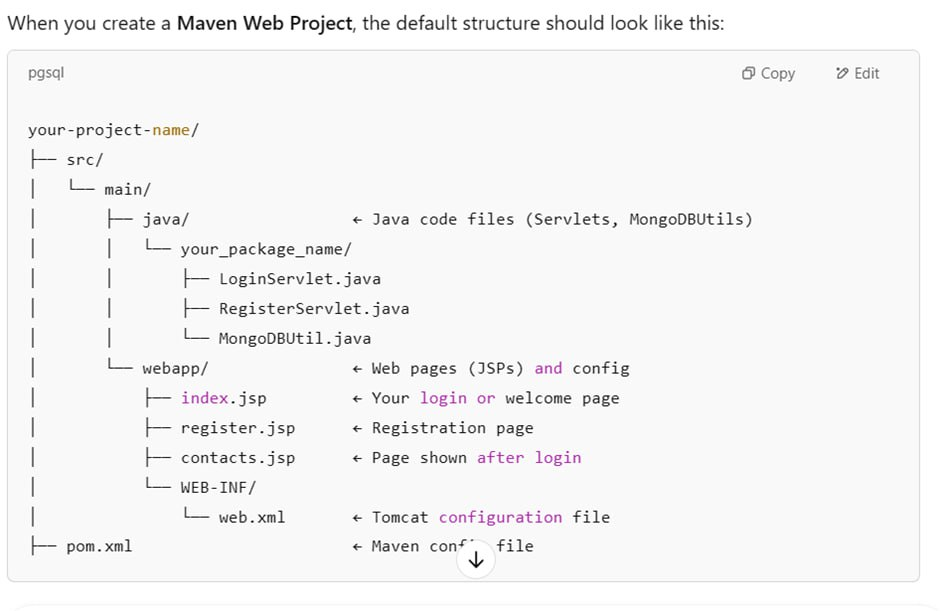 When you create a Maven Web Project, the default structure should look like this:
pgsql Copy Edit
your-project-name/
├── src/
│   └── main/
│       ├── java/                 ← Java code files (Servlets, MongoDBUtils)
│       │   └── your_package_name/
│       │       ├── LoginServlet.java
│       │       ├── RegisterServlet.java
│       │       └── MongoDBUtil.java
│       └── webapp/               ← Web pages (JSPs) and config
│           ├── index.jsp         ← Your login or welcome page
│           ├── register.jsp      ← Registration page
│           ├── contacts.jsp      ← Page shown after login
│           └── WEB-INF/
│               └── web.xml       ← Tomcat configuration file
├── pom.xml                       ← Maven file